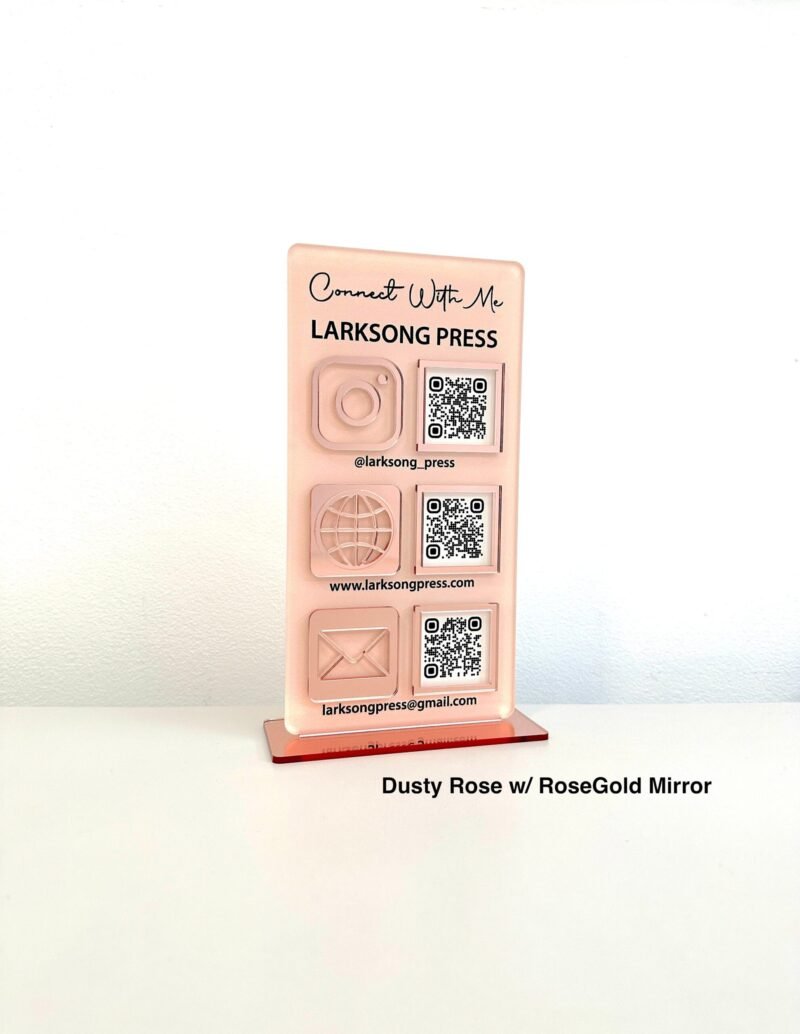 Connect With Me
LARKSONG PRESS
@larksong_press
www.larksongpress.com
larksongpress@gmail.com
Dusty Rose w/ RoseGold Mirror